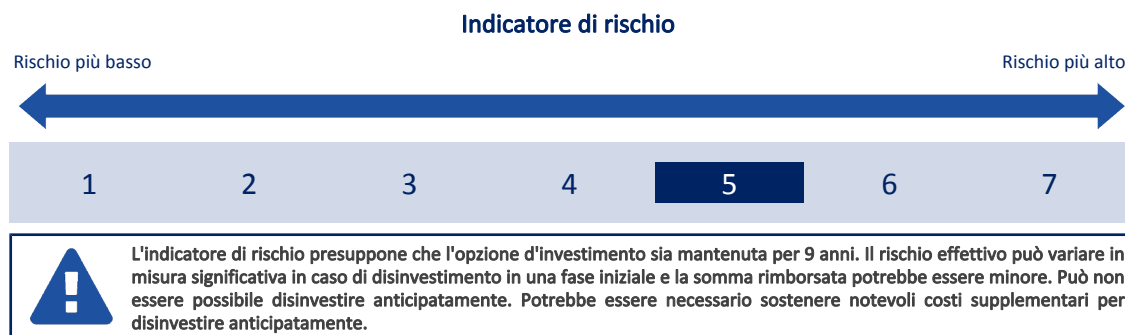 Indicatore di rischio
Rischio più basso
Rischio più alto
1 2 3 4 5 6 7
L'indicatore di rischio presuppone che l'opzione d'investimento sia mantenuta per 9 anni. Il rischio effettivo può variare in
misura significativa in caso di disinvestimento in una fase iniziale e la somma rimborsata potrebbe essere minore. Può non
essere possibile disinvestire anticipatamente. Potrebbe essere necessario sostenere notevoli costi supplementari per
disinvestire anticipatamente.